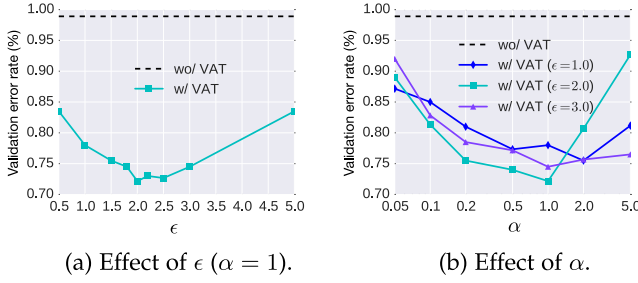 1.00
0.95
0.90
0.85
0.80
0.75
0.70
Validation error rate (%)
wo/ VAT
w/ VAT
0.5 1.0 1.5 2.0 2.5 3.0 3.5 4.0 4.5 5.0
ϵ
(a) Effect of ϵ (α = 1).
1.00
0.95
0.90
0.85
0.80
0.75
0.70
Validation error rate (%)
wo/ VAT
w/ VAT (ϵ=1.0)
w/ VAT (ϵ=2.0)
w/ VAT (ϵ=3.0)
0.05 0.1 0.2 0.5 1.0 2.0 5.0
α
(b) Effect of α.